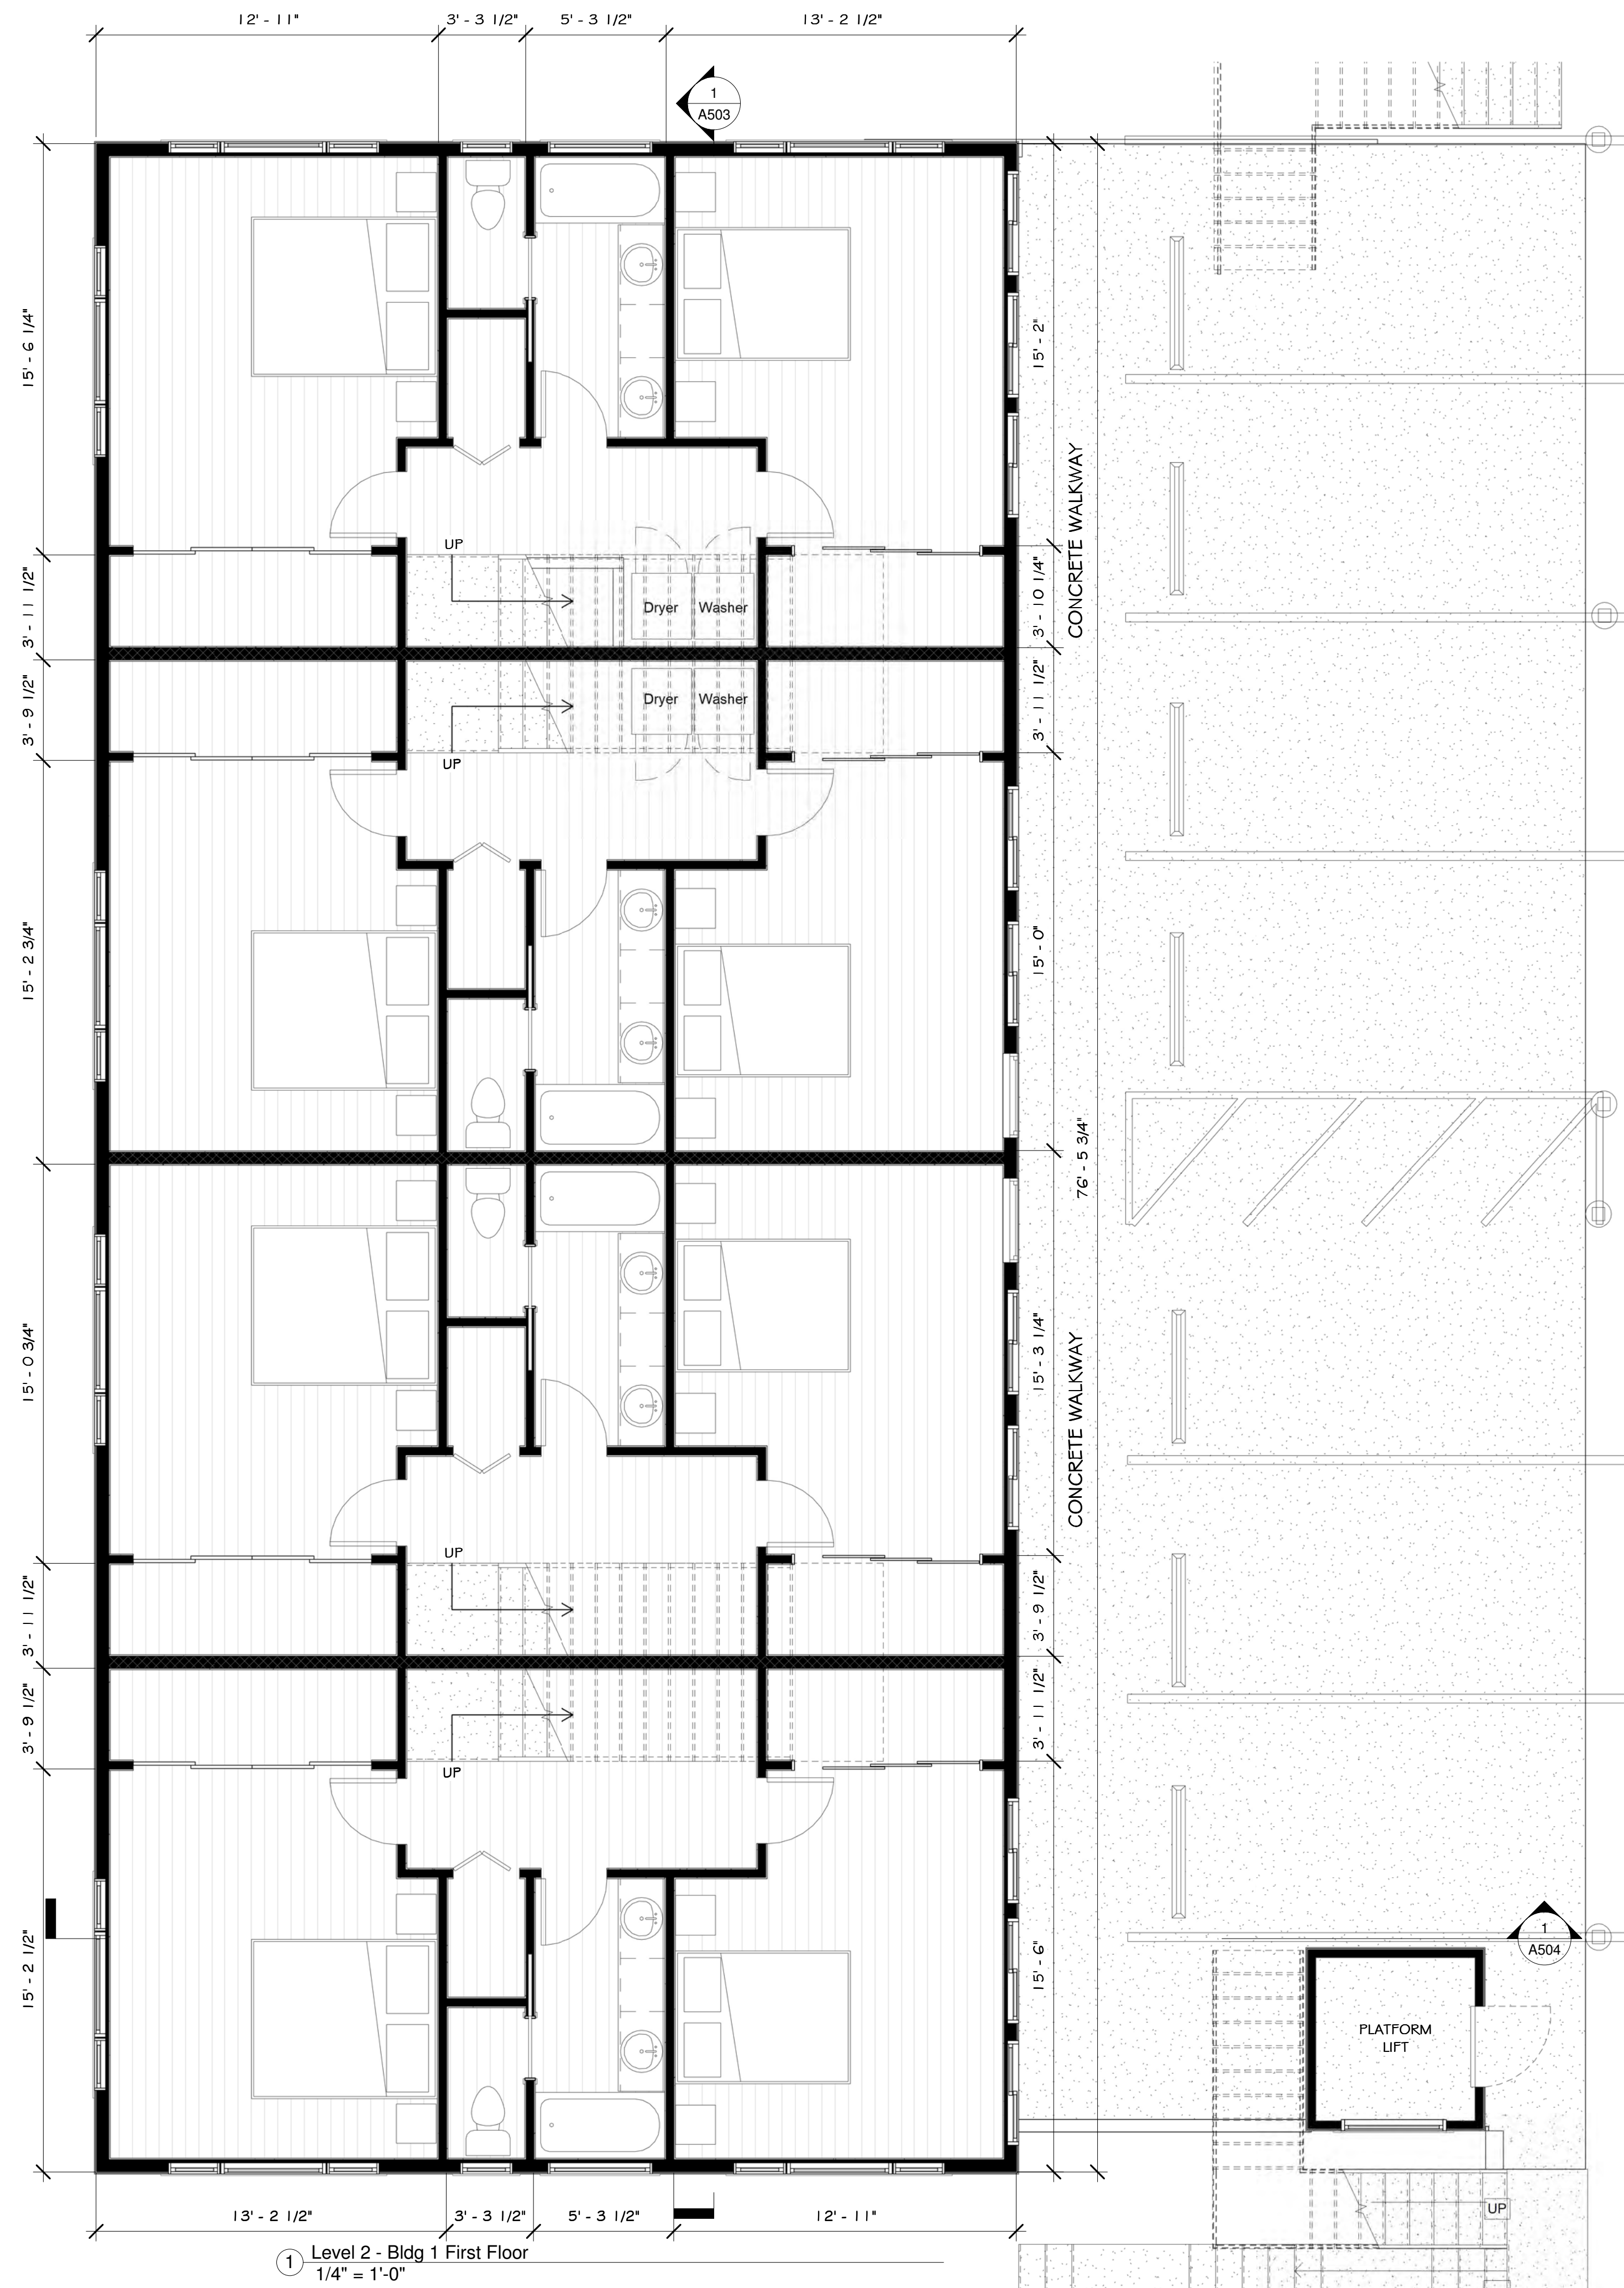 12' - 11" 3' - 3 1/2" 5' - 3 1/2" 13' - 2 1/2"
1
A503
15' - 6 1/4"
15' - 2"
CONCRETE WALKWAY
UP
3' - 11 1/2"
Dryer Washer
3' - 10 1/4"
3' - 9 1/2"
Dryer Washer
3' - 11 1/2"
UP
15' - 2 3/4"
15' - 0"
76' - 5 3/4"
15' - 0 3/4"
15' - 3 1/4"
CONCRETE WALKWAY
UP
3' - 11 1/2"
3' - 9 1/2"
3' - 9 1/2"
3' - 11 1/2"
UP
15' - 2 1/2"
15' - 6"
1
A504
PLATFORM
LIFT
UP
13' - 2 1/2" 3' - 3 1/2" 5' - 3 1/2" 12' - 11"
1 Level 2 - Bldg 1 First Floor
1/4" = 1'-0"